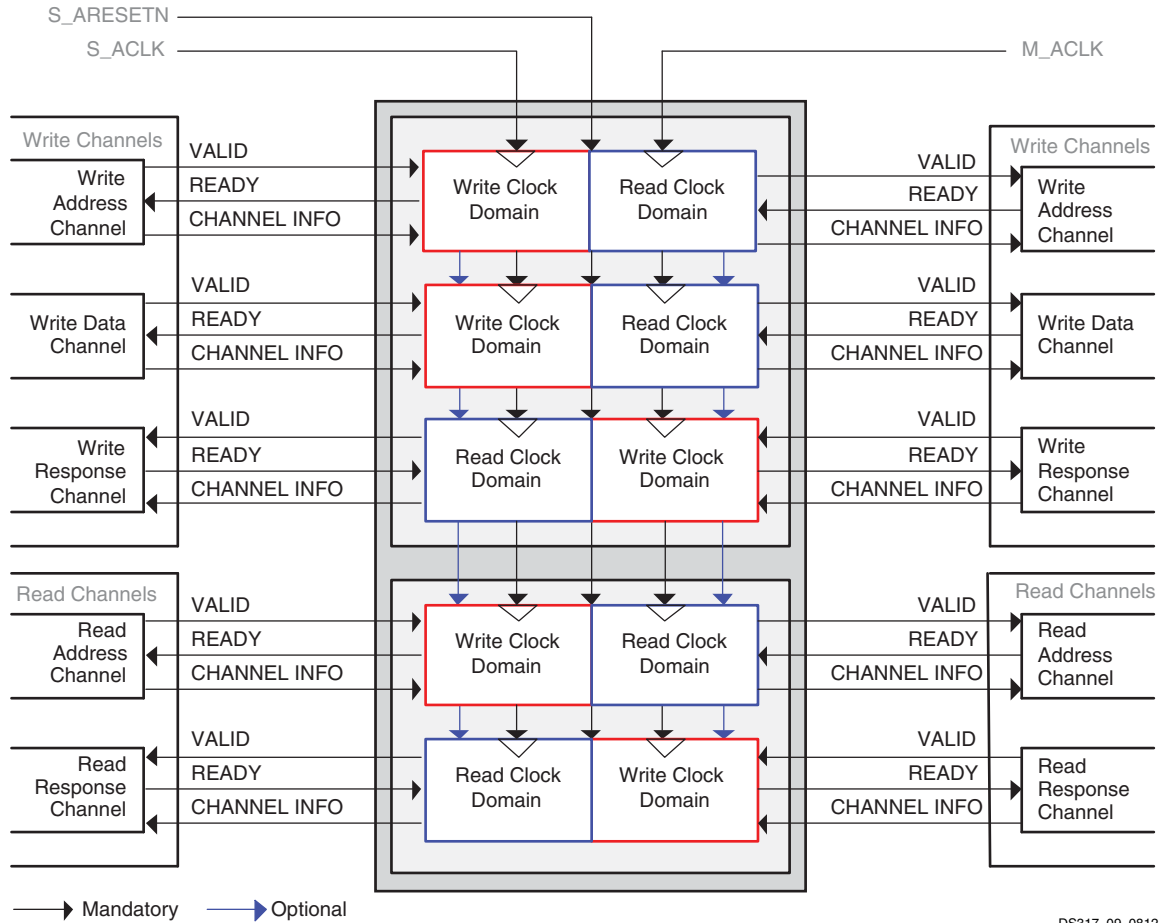 S_ARESETN
S_ACLK
M_ACLK
Write Channels
Write
Address
Channel
VALID
READY
CHANNEL INFO
Write Clock
Domain
Read Clock
Domain
VALID
READY
CHANNEL INFO
Write Channels
Write
Address
Channel
Write Data
Channel
VALID
READY
CHANNEL INFO
Write Clock
Domain
Read Clock
Domain
VALID
READY
CHANNEL INFO
Write Data
Channel
Write
Response
Channel
VALID
READY
CHANNEL INFO
Read Clock
Domain
Write Clock
Domain
VALID
READY
CHANNEL INFO
Write
Response
Channel
Read Channels
Read
Address
Channel
VALID
READY
CHANNEL INFO
Write Clock
Domain
Read Clock
Domain
VALID
READY
CHANNEL INFO
Read Channels
Read
Address
Channel
Read
Response
Channel
VALID
READY
CHANNEL INFO
Read Clock
Domain
Write Clock
Domain
VALID
READY
CHANNEL INFO
Read
Response
Channel
Mandatory
Optional